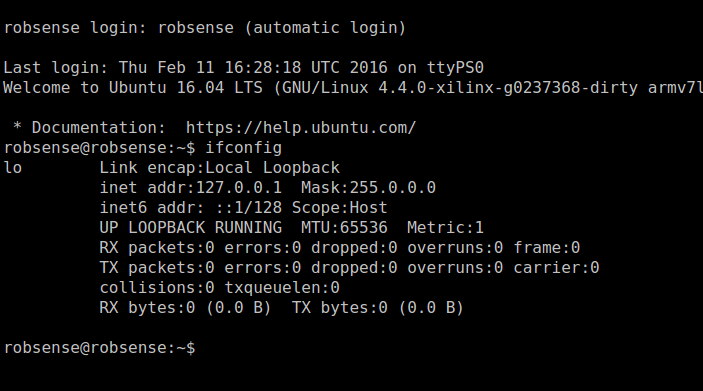 robsense login: robsense (automatic login)
Last login: Thu Feb 11 16:28:18 UTC 2016 on ttyPS0
Welcome to Ubuntu 16.04 LTS (GNU/Linux 4.4.0-xilinx-g0237368-dirty armv7l
 * Documentation:  https://help.ubuntu.com/
robsense@robsense:~$ ifconfig
lo        Link encap:Local Loopback
          inet addr:127.0.0.1  Mask:255.0.0.0
          inet6 addr: ::1/128 Scope:Host
          UP LOOPBACK RUNNING  MTU:65536  Metric:1
          RX packets:0 errors:0 dropped:0 overruns:0 frame:0
          TX packets:0 errors:0 dropped:0 overruns:0 carrier:0
          collisions:0 txqueuelen:0
          RX bytes:0 (0.0 B)  TX bytes:0 (0.0 B)
robsense@robsense:~$